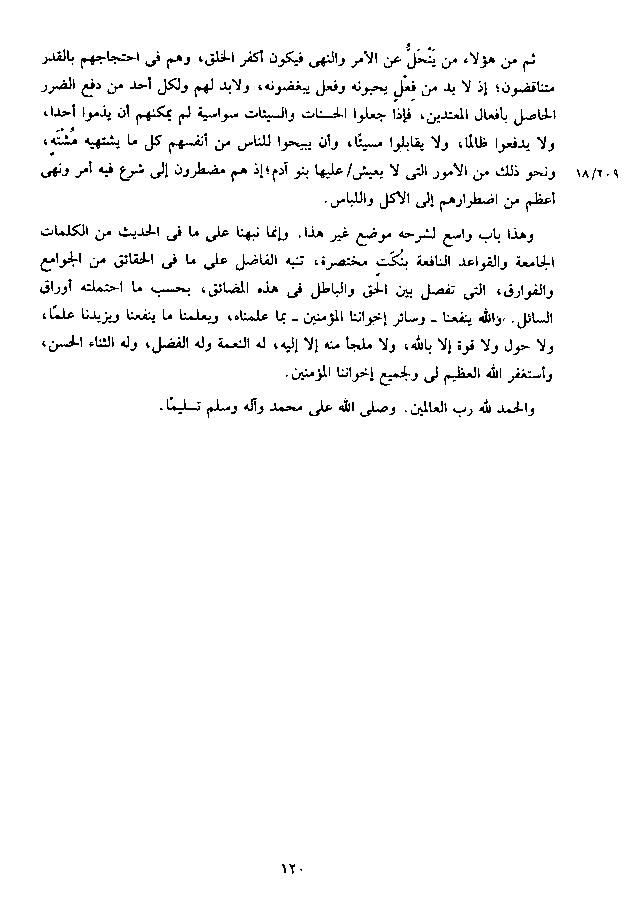 ثم من هؤلاء من يَنْحَلُّ عن الأمر والنهى فيكون أكفر الخلق، وهم فى احتجاجهم بالقدر
متناقضون؛ إذ لا بد من فِعْلٍ يحبونه وفعل يبغضونه، ولابد لهم ولكل أحد من دفع الضرر
الحاصل بأفعال المعتدين، فإذا جعلوا الحسنات والسيئات سواسية لم يمكنهم أن يذموا أحدا،
ولا يدفعوا ظالمًا، ولا يقابلوا مسيئًا، وأن يبيحوا للناس من أنفسهم كل ما يشتهيه مُشْتَهٍ،
ونحو ذلك من الأمور التى لا يعيش/ عليها بنو آدم؛ إذ هم مضطرون إلى شرع فيه أمر ونهى
١٨/٢٠٩
أعظم من اضطرارهم إلى الأكل واللباس.
وهذا باب واسع لشرحه موضع غير هذا. وإنما نبهنا على ما فى الحديث من الكلمات
الجامعة والقواعد النافعة بنُكَت مختصرة، تنبه الفاضل على ما فى الحقائق من الجوامع
والفوارق، التى تفصل بين الحق والباطل فى هذه المضائق، بحسب ما احتملته أوراق
السائل. والله ينفعنا ـ وسائر إخواننا المؤمنين ـ بما علمناه، ويعلمنا ما ينفعنا ويزيدنا علمًا،
ولا حول ولا قوة إلا بالله، ولا ملجأ منه إلا إليه، له النعمة وله الفضل، وله الثناء الحسن،
وأستغفر الله العظيم لى ولجميع إخواننا المؤمنين.
والحمد لله رب العالمين. وصلى الله على محمد وآله وسلم تسليمًا.
١٢٠